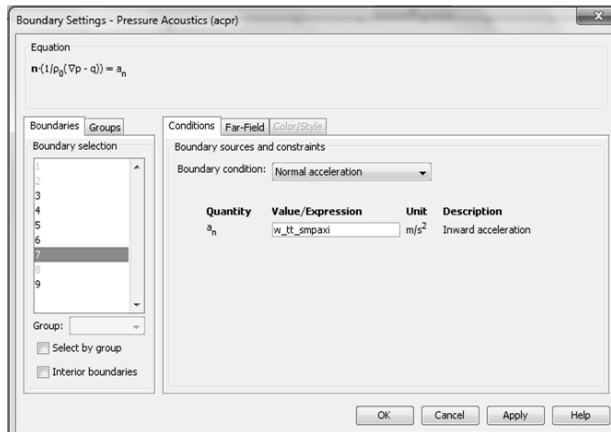 Boundary Settings - Pressure Acoustics (acpr)
Equation
n·(1/ρ₀(∇p - q)) = aₙ
Boundaries Groups
Boundary selection
1
2
3
4
5
6
7
8
9
Group:
Select by group
Interior boundaries
Conditions Far-Field Color/Style
Boundary sources and constraints
Boundary condition: Normal acceleration
Quantity Value/Expression Unit Description
aₙ w_tt_smpaxi m/s² Inward acceleration
OK Cancel Apply Help